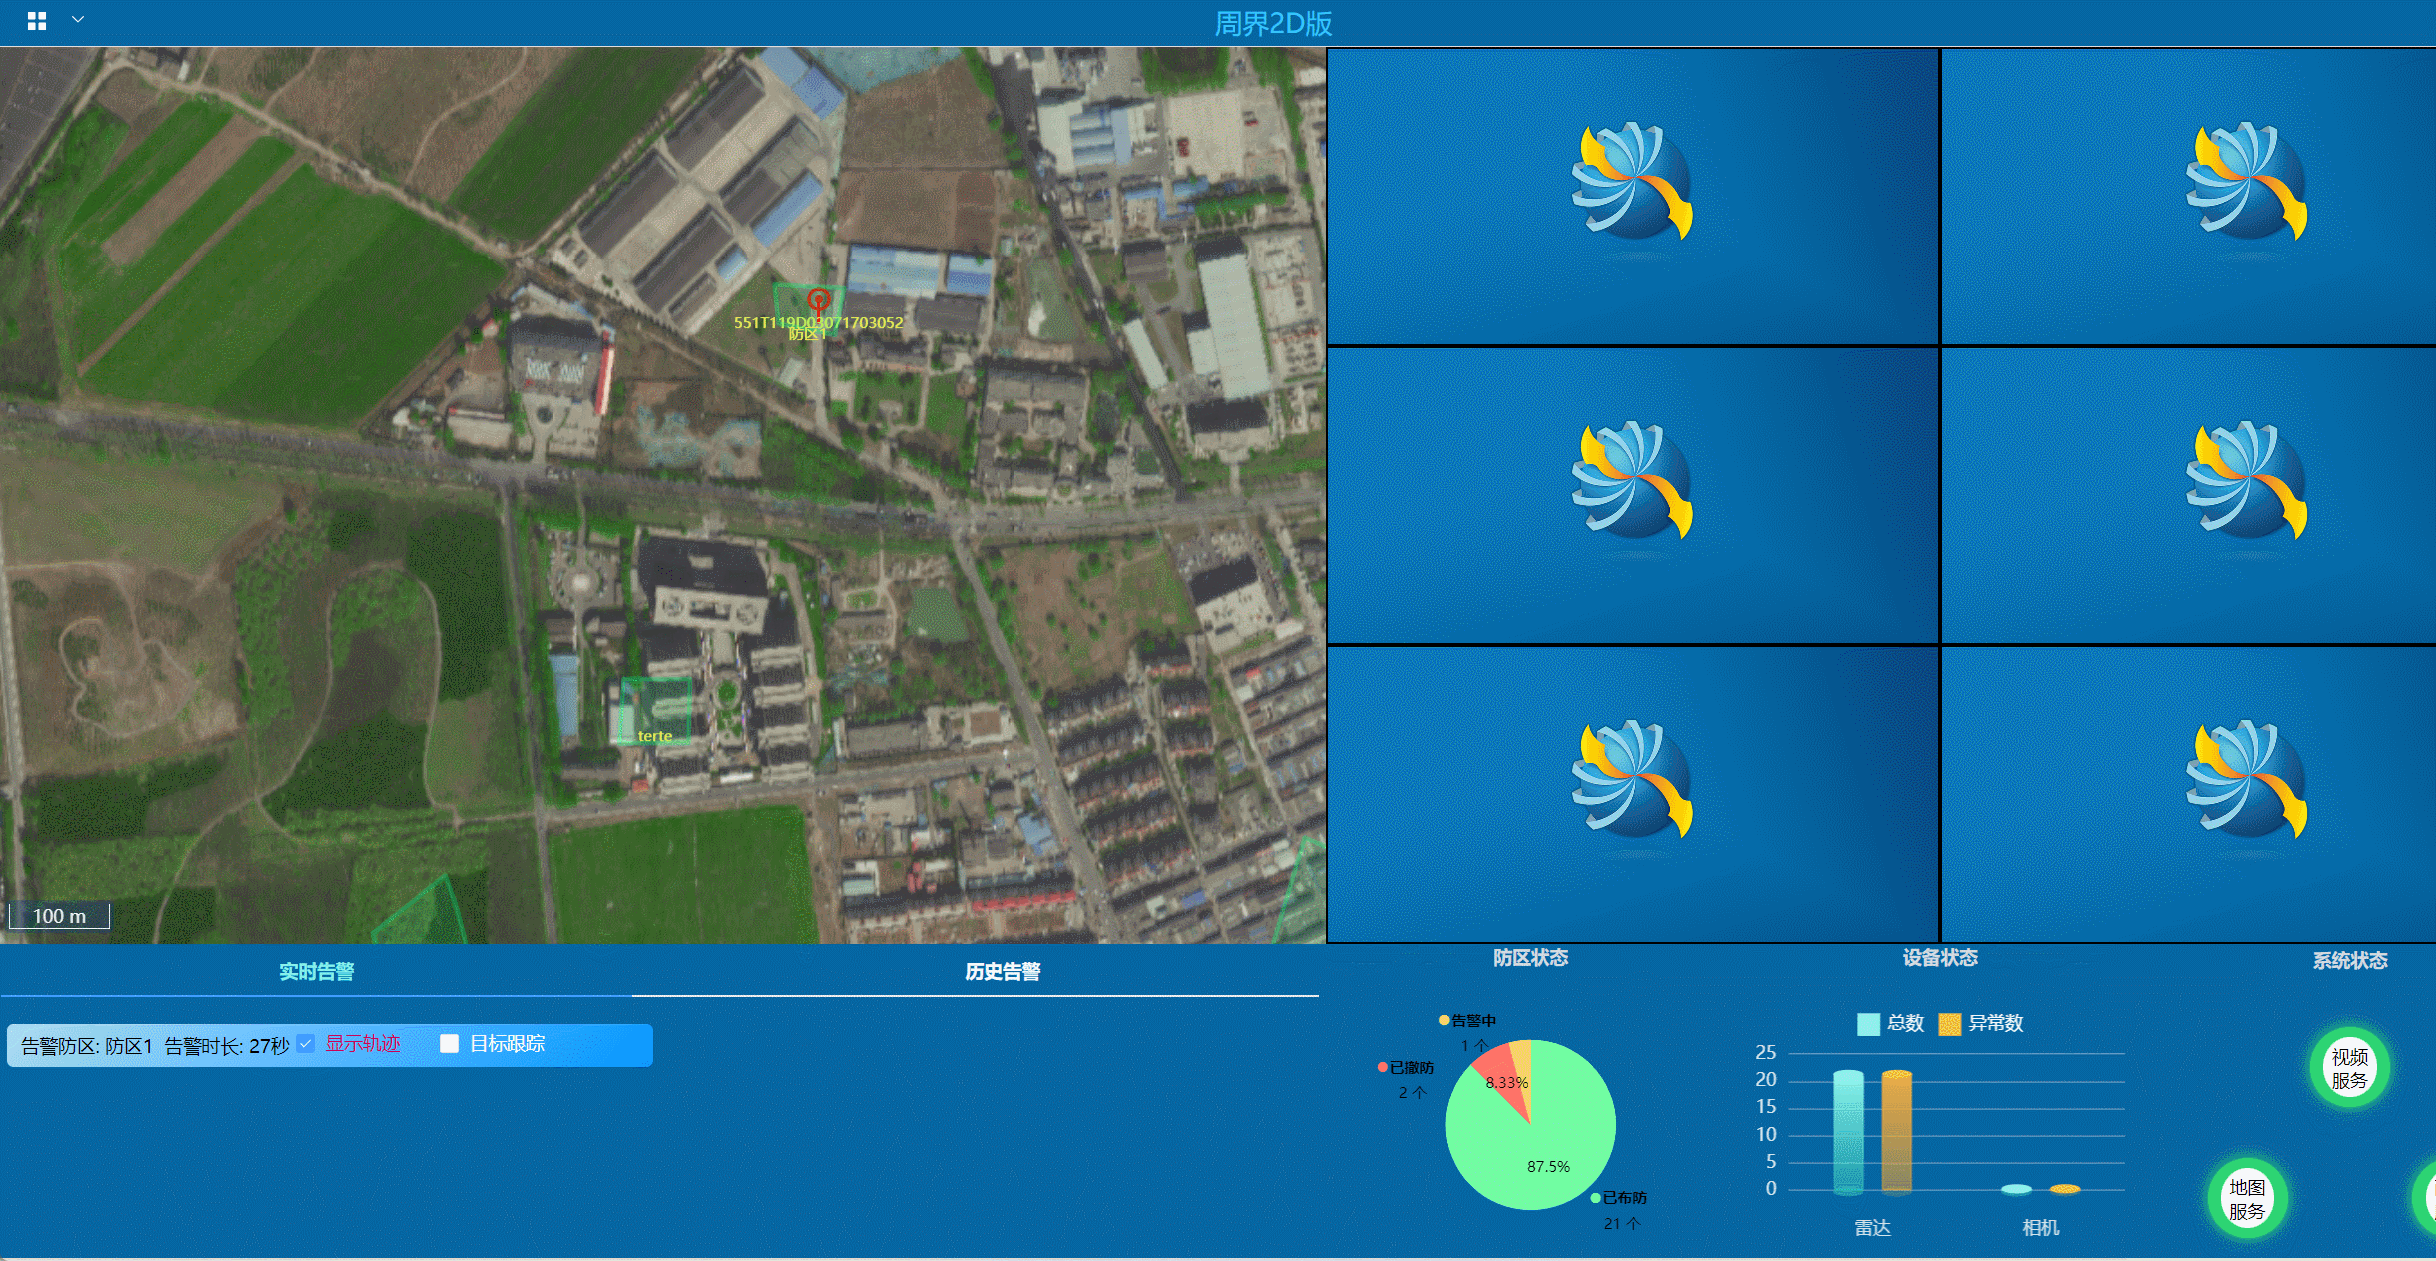 周界2D版
551T119D03071703052
防区1
terte
100 m
实时告警
历史告警
告警防区: 防区1 告警时长: 27秒 显示轨迹 目标跟踪
防区状态
告警中
1 个
已撤防
2 个
8.33%
87.5%
已布防
21 个
设备状态
总数 异常数
25
20
15
10
5
0
雷达 相机
系统状态
视频
服务
地图
服务